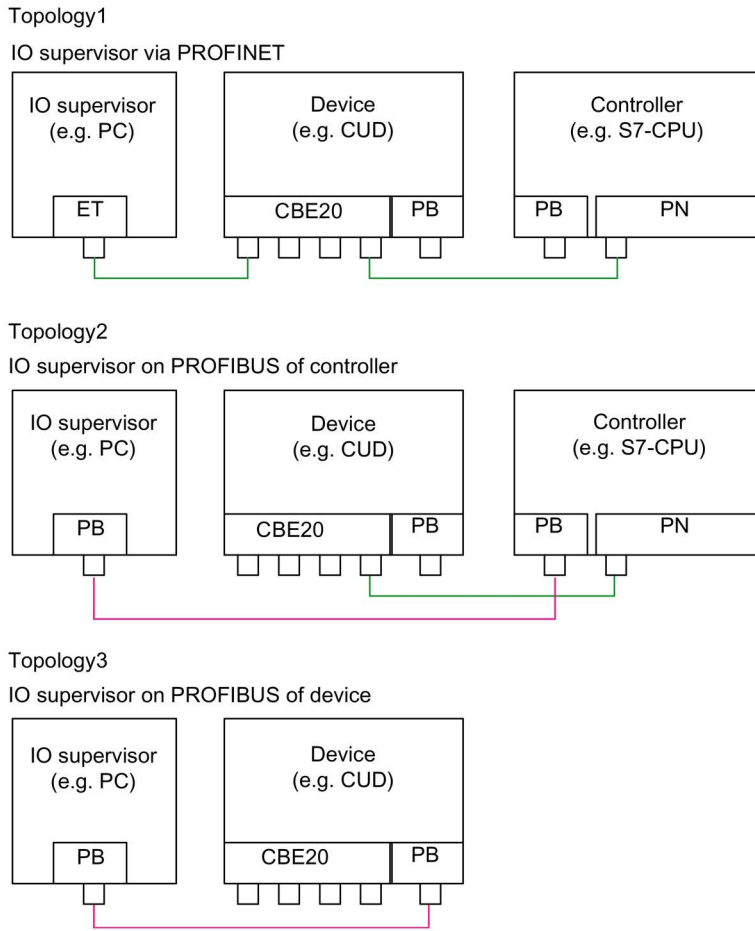 Topology1
IO supervisor via PROFINET
IO supervisor
(e.g. PC)
ET
Device
(e.g. CUD)
CBE20
PB
Controller
(e.g. S7-CPU)
PB
PN
Topology2
IO supervisor on PROFIBUS of controller
IO supervisor
(e.g. PC)
PB
Device
(e.g. CUD)
CBE20
PB
Controller
(e.g. S7-CPU)
PB
PN
Topology3
IO supervisor on PROFIBUS of device
IO supervisor
(e.g. PC)
PB
Device
(e.g. CUD)
CBE20
PB